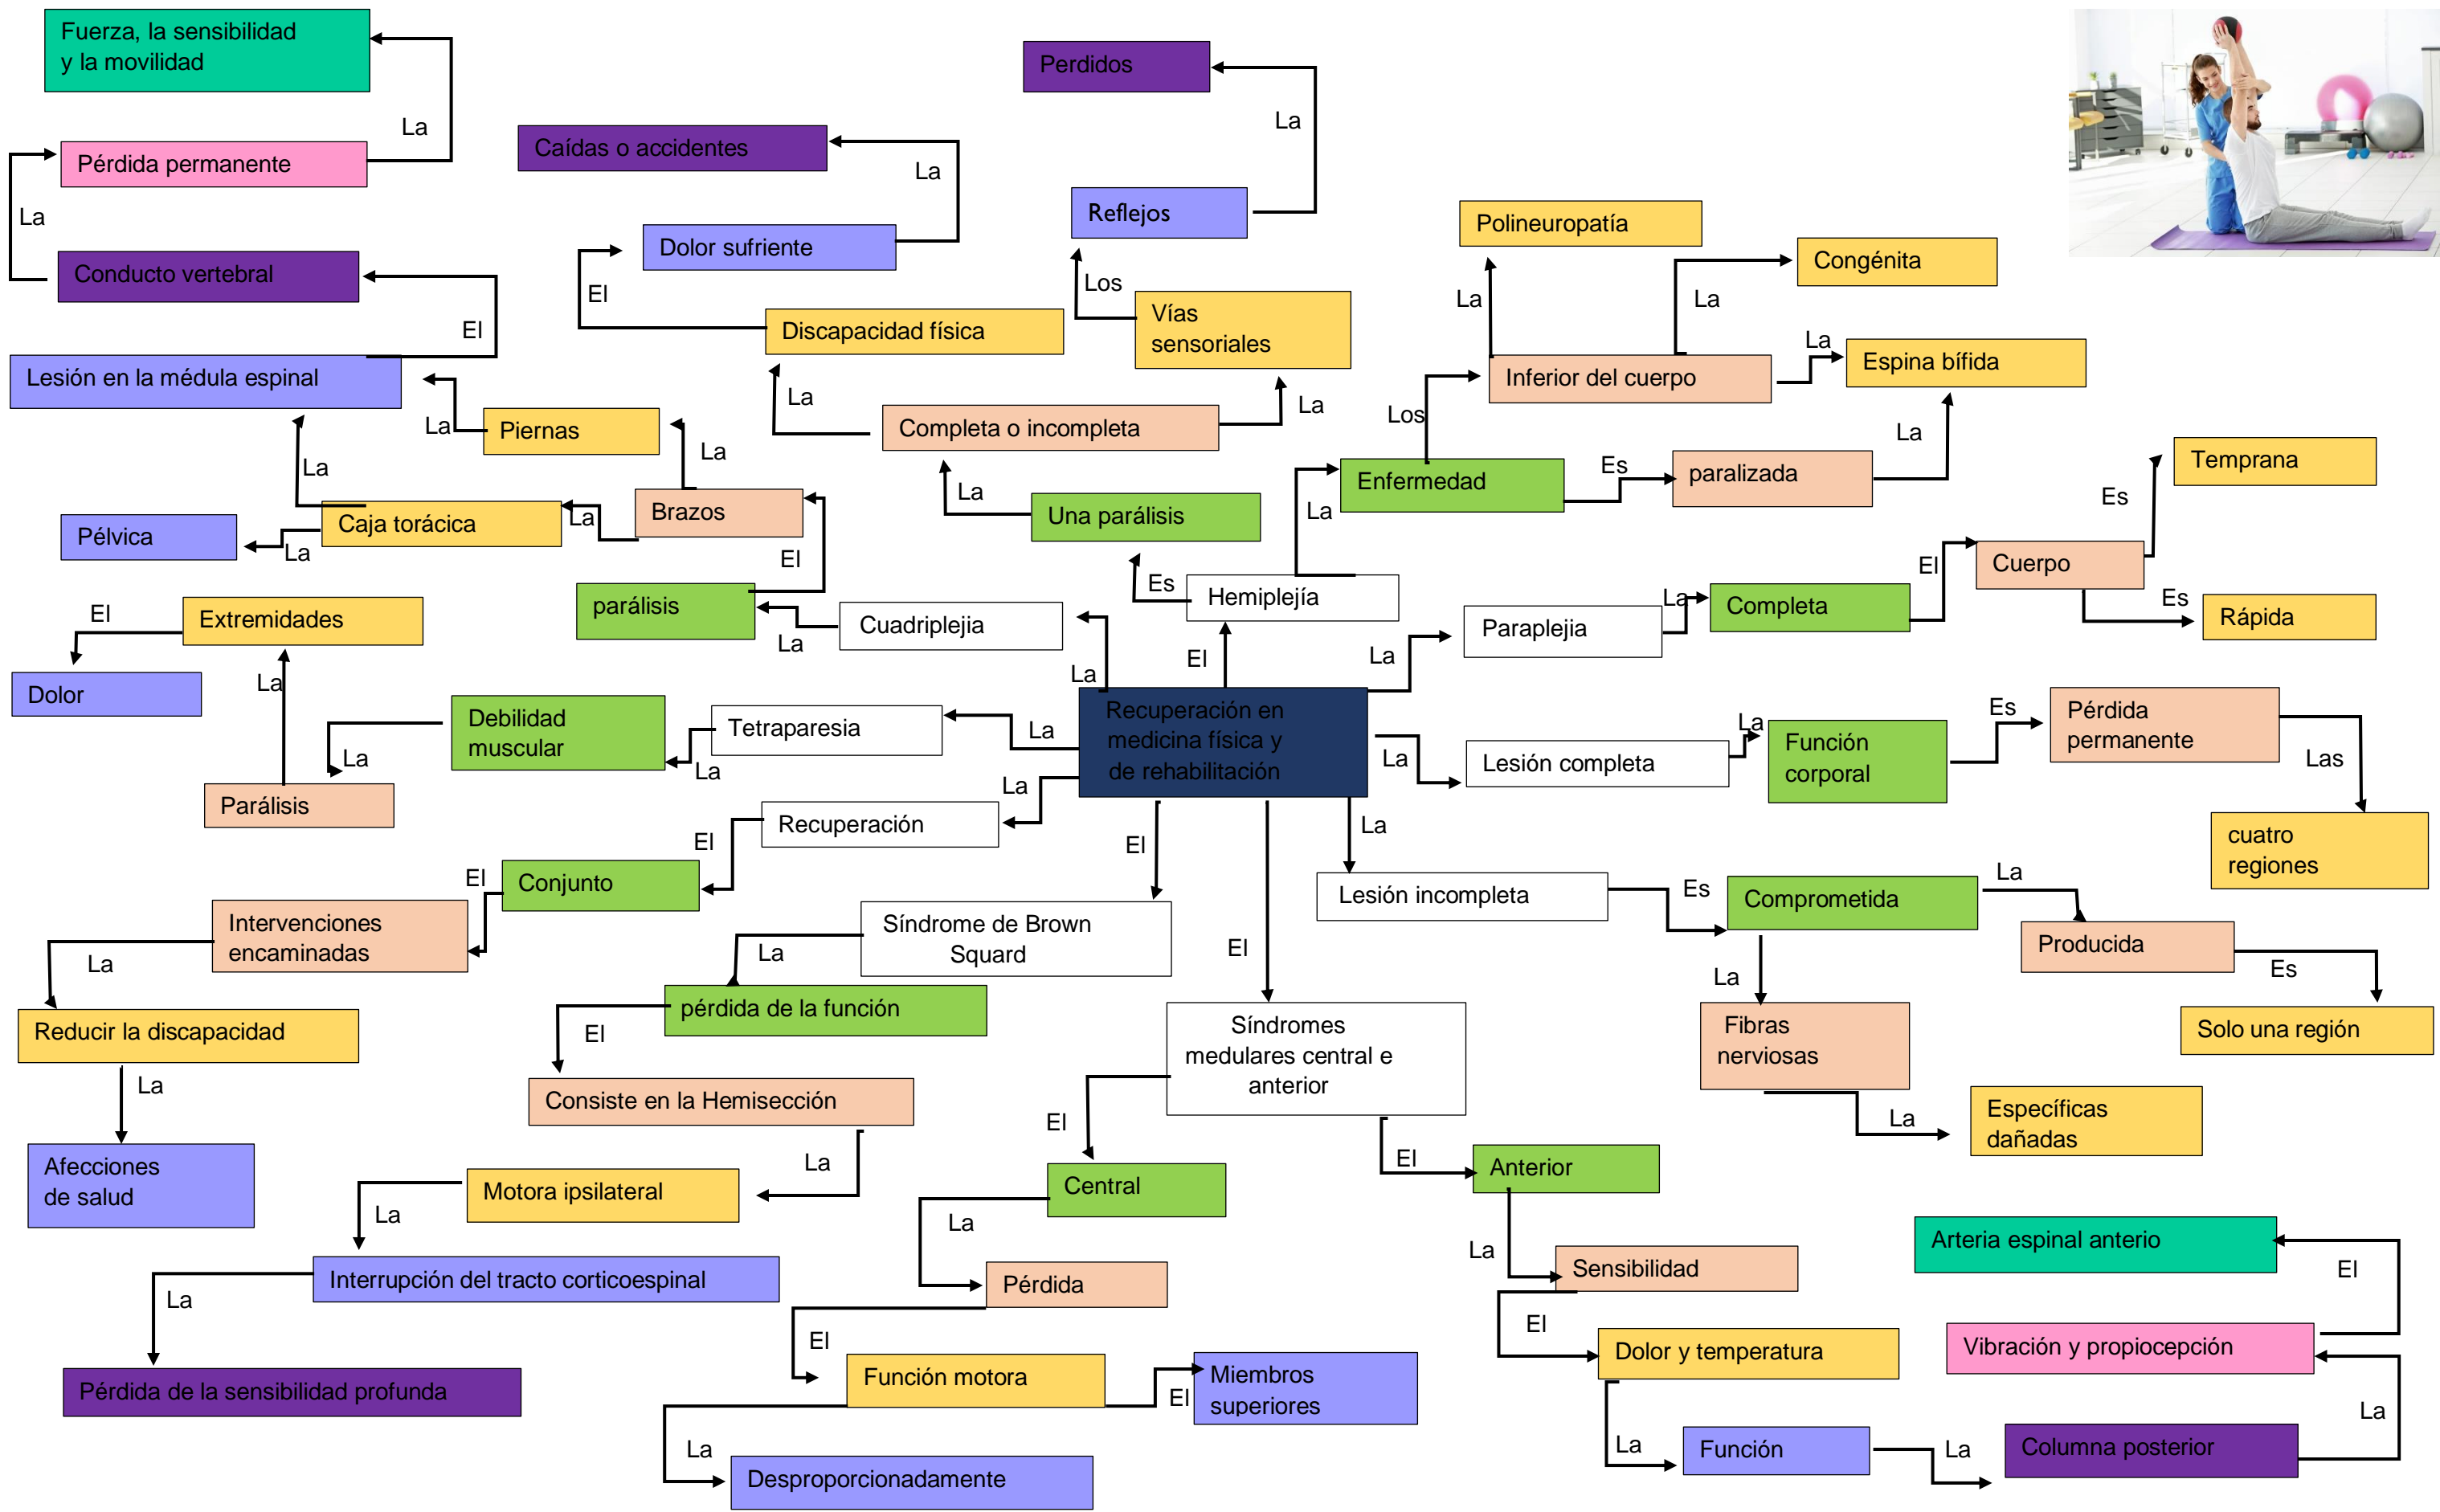 Fuerza, la sensibilidad
y la movilidad
La
Pérdida permanente
La
Conducto vertebral
El
Lesión en la médula espinal
La
Piernas
La
La
Caja torácica
La
Brazos
Pélvica
La
El
parálisis
La
Cuadriplejia
La
Caídas o accidentes
La
Dolor sufriente
El
Discapacidad física
La
Perdidos
La
Reflejos
Los
Vías
sensoriales
La
Completa o incompleta
La
Una parálisis
Es
Hemiplejía
El
La
Enfermedad
Los
Es
paralizada
La
Inferior del cuerpo
La
Polineuropatía
La
Congénita
La
Espina bífida
Temprana
Es
Cuerpo
Es
Rápida
El
Completa
La
Paraplejia
La
El
Extremidades
Dolor
La
Parálisis
La
Debilidad
muscular
La
Tetraparesia
La
Recuperación en
medicina física y
de rehabilitación
La
Lesión completa
La
Función
corporal
Es
Pérdida
permanente
Las
cuatro
regiones
La
Recuperación
El
Conjunto
El
Intervenciones
encaminadas
La
Reducir la discapacidad
La
Afecciones
de salud
El
Síndrome de Brown
Squard
La
pérdida de la función
El
Consiste en la Hemisección
La
Motora ipsilateral
La
Interrupción del tracto corticoespinal
La
Pérdida de la sensibilidad profunda
La
Lesión incompleta
Es
Comprometida
La
Producida
Es
Solo una región
La
Fibras
nerviosas
La
Específicas
dañadas
El
Síndromes
medulares central e
anterior
El
Central
La
Pérdida
El
Función motora
El
Miembros
superiores
La
Desproporcionadamente
El
Anterior
La
Sensibilidad
El
Dolor y temperatura
La
Función
La
Columna posterior
La
Vibración y propiocepción
El
Arteria espinal anterio